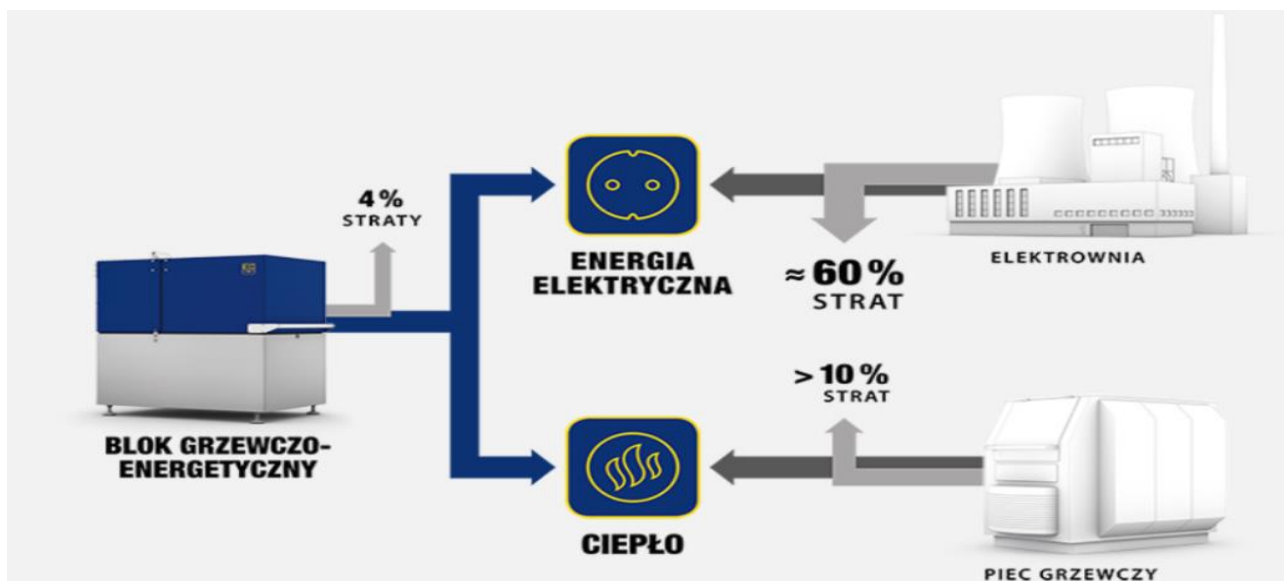 4%
STRATY
BLOK GRZEWCZO-
ENERGETYCZNY
ENERGIA
ELEKTRYCZNA
≈ 60%
STRAT
ELEKTROWNIA
> 10%
STRAT
CIEPŁO
PIEC GRZEWCZY